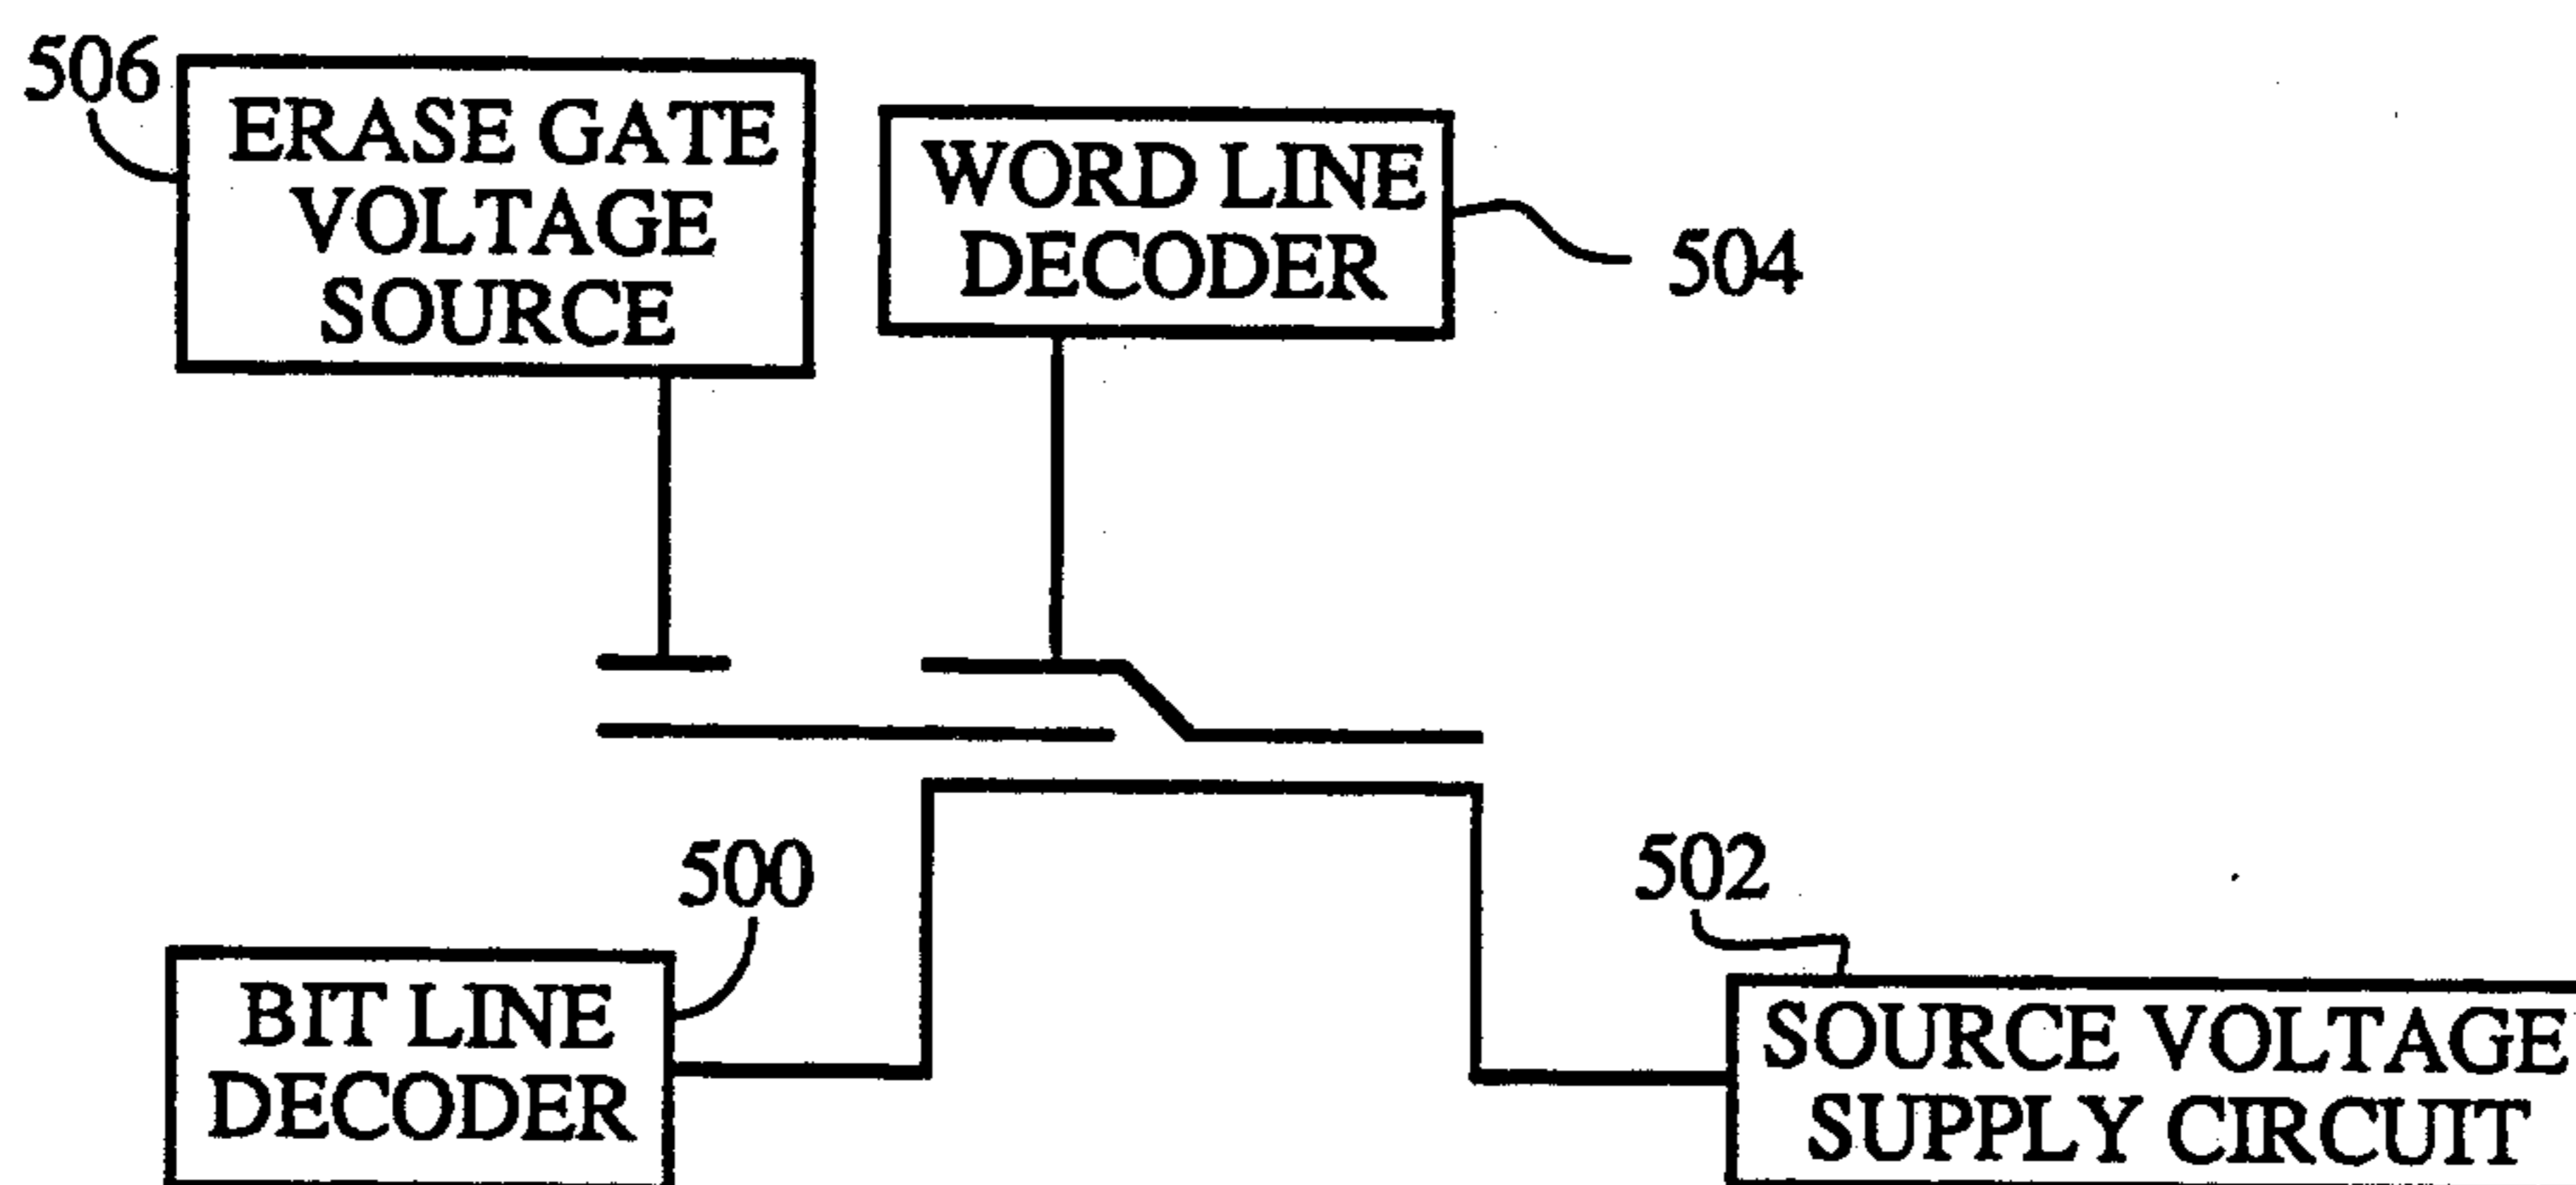 506
ERASE GATE
VOLTAGE
SOURCE
WORD LINE
DECODER
504
500
BIT LINE
DECODER
502
SOURCE VOLTAGE
SUPPLY CIRCUIT